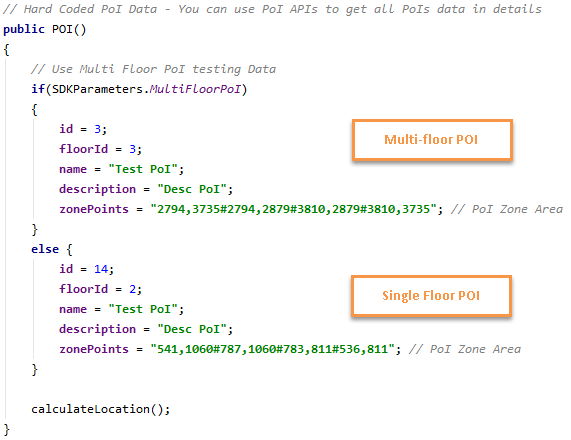 // Hard Coded PoI Data - You can use PoI APIs to get all PoIs data in details
public POI()
{
// Use Multi Floor PoI testing Data
if(SDKParameters.MultiFloorPoI)
{
id = 3;
floorId = 3;
Multi-floor POI
name = "Test PoI";
description = "Desc PoI";
zonePoints = "2794,3735#2794,2879#3810,2879#3810,3735"; // PoI Zone Area
}
else {
id = 14;
floorId = 2;
Single Floor POI
name = "Test PoI";
description = "Desc PoI";
zonePoints = "541,1060#787,1060#783,811#536,811"; // PoI Zone Area
}
calculateLocation();
}